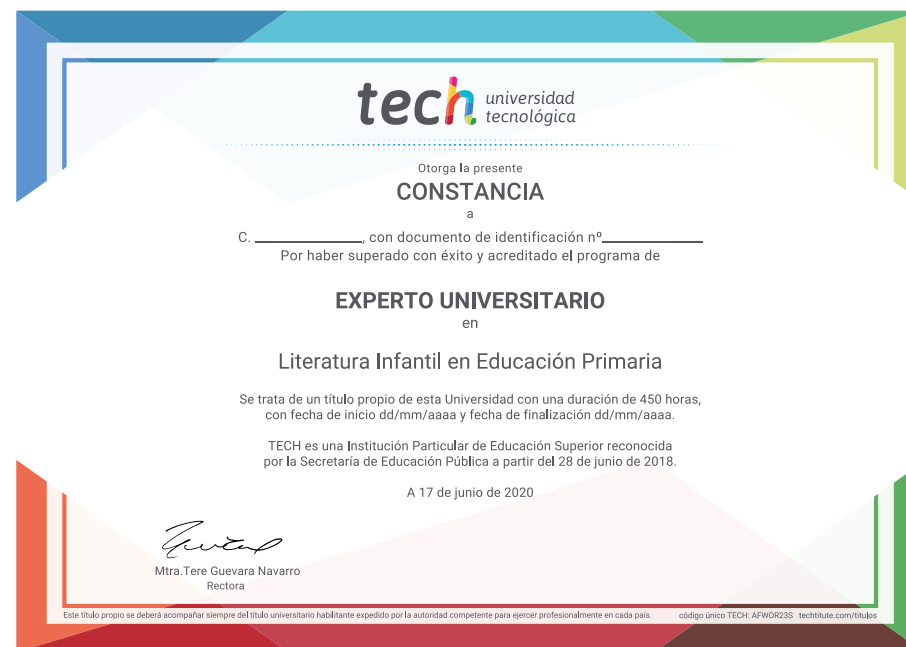 tech universidad
tecnológica
Otorga la presente
CONSTANCIA
a
C. ____________, con documento de identificación nº____________
Por haber superado con éxito y acreditado el programa de
EXPERTO UNIVERSITARIO
en
Literatura Infantil en Educación Primaria
Se trata de un título propio de esta Universidad con una duración de 450 horas,
con fecha de inicio dd/mm/aaaa y fecha de finalización dd/mm/aaaa.
TECH es una Institución Particular de Educación Superior reconocida
por la Secretaría de Educación Pública a partir del 28 de junio de 2018.
A 17 de junio de 2020
Mtra.Tere Guevara Navarro
Rectora
Este título propio se deberá acompañar siempre del título universitario habilitante expedido por la autoridad competente para ejercer profesionalmente en cada país. código único TECH: AFWOR23S techtitute.com/titulos